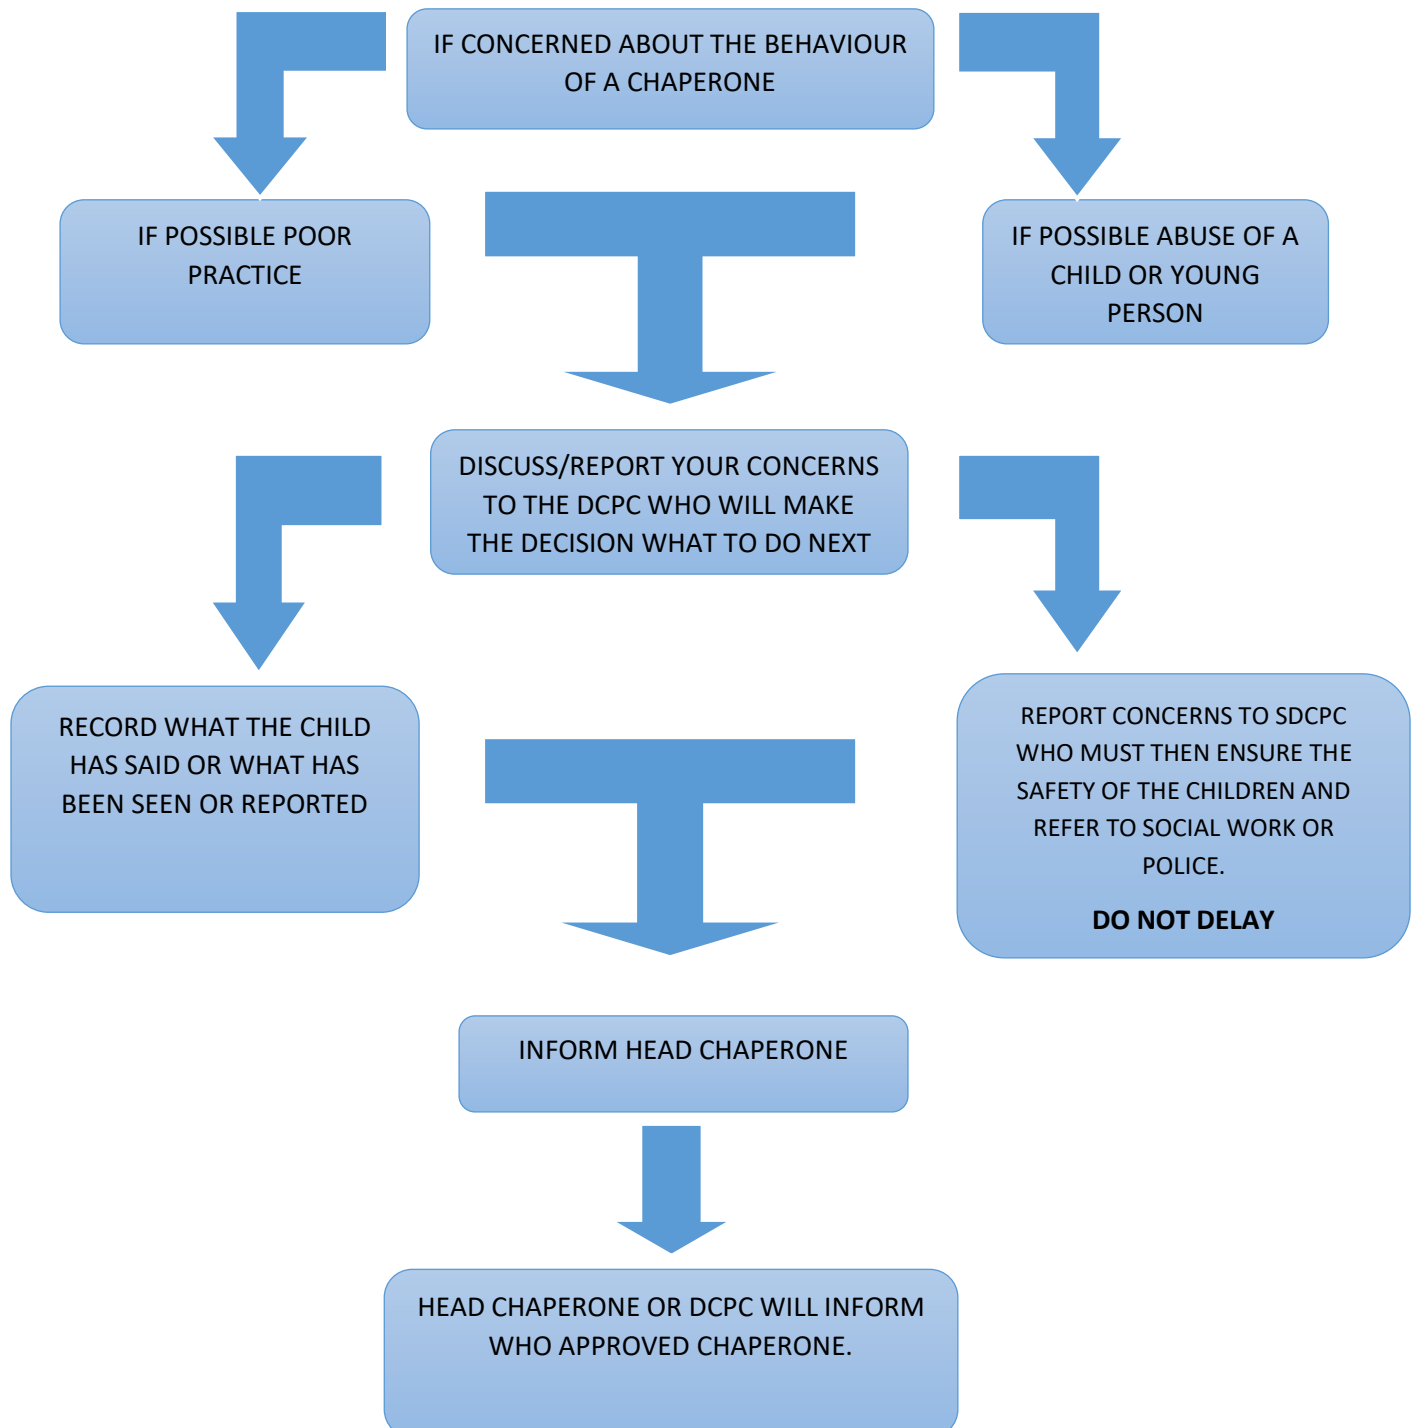 IF CONCERNED ABOUT THE BEHAVIOUR
OF A CHAPERONE
IF POSSIBLE POOR
PRACTICE
IF POSSIBLE ABUSE OF A
CHILD OR YOUNG
PERSON
DISCUSS/REPORT YOUR CONCERNS
TO THE DCPC WHO WILL MAKE
THE DECISION WHAT TO DO NEXT
RECORD WHAT THE CHILD
HAS SAID OR WHAT HAS
BEEN SEEN OR REPORTED
REPORT CONCERNS TO SDCPC
WHO MUST THEN ENSURE THE
SAFETY OF THE CHILDREN AND
REFER TO SOCIAL WORK OR
POLICE.
DO NOT DELAY
INFORM HEAD CHAPERONE
HEAD CHAPERONE OR DCPC WILL INFORM
WHO APPROVED CHAPERONE.